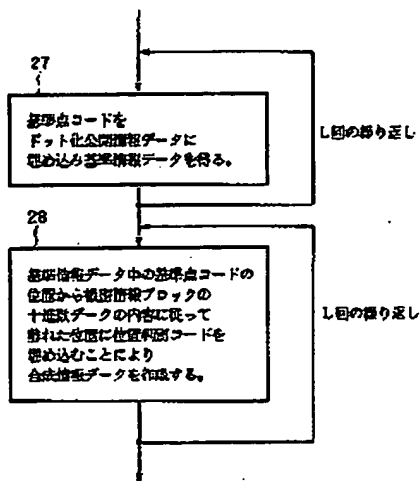 27
基準点コードを
ドット化公開情報データに
埋め込み基準情報データを得る。
L回の繰り返し
28
基準情報データ中の基準点コードの
位置から機密情報ブロックの
十進数データの内容に従って
離れた位置に位置判別コードを
埋め込むことにより
合成情報データを作成する。
L回の繰り返し